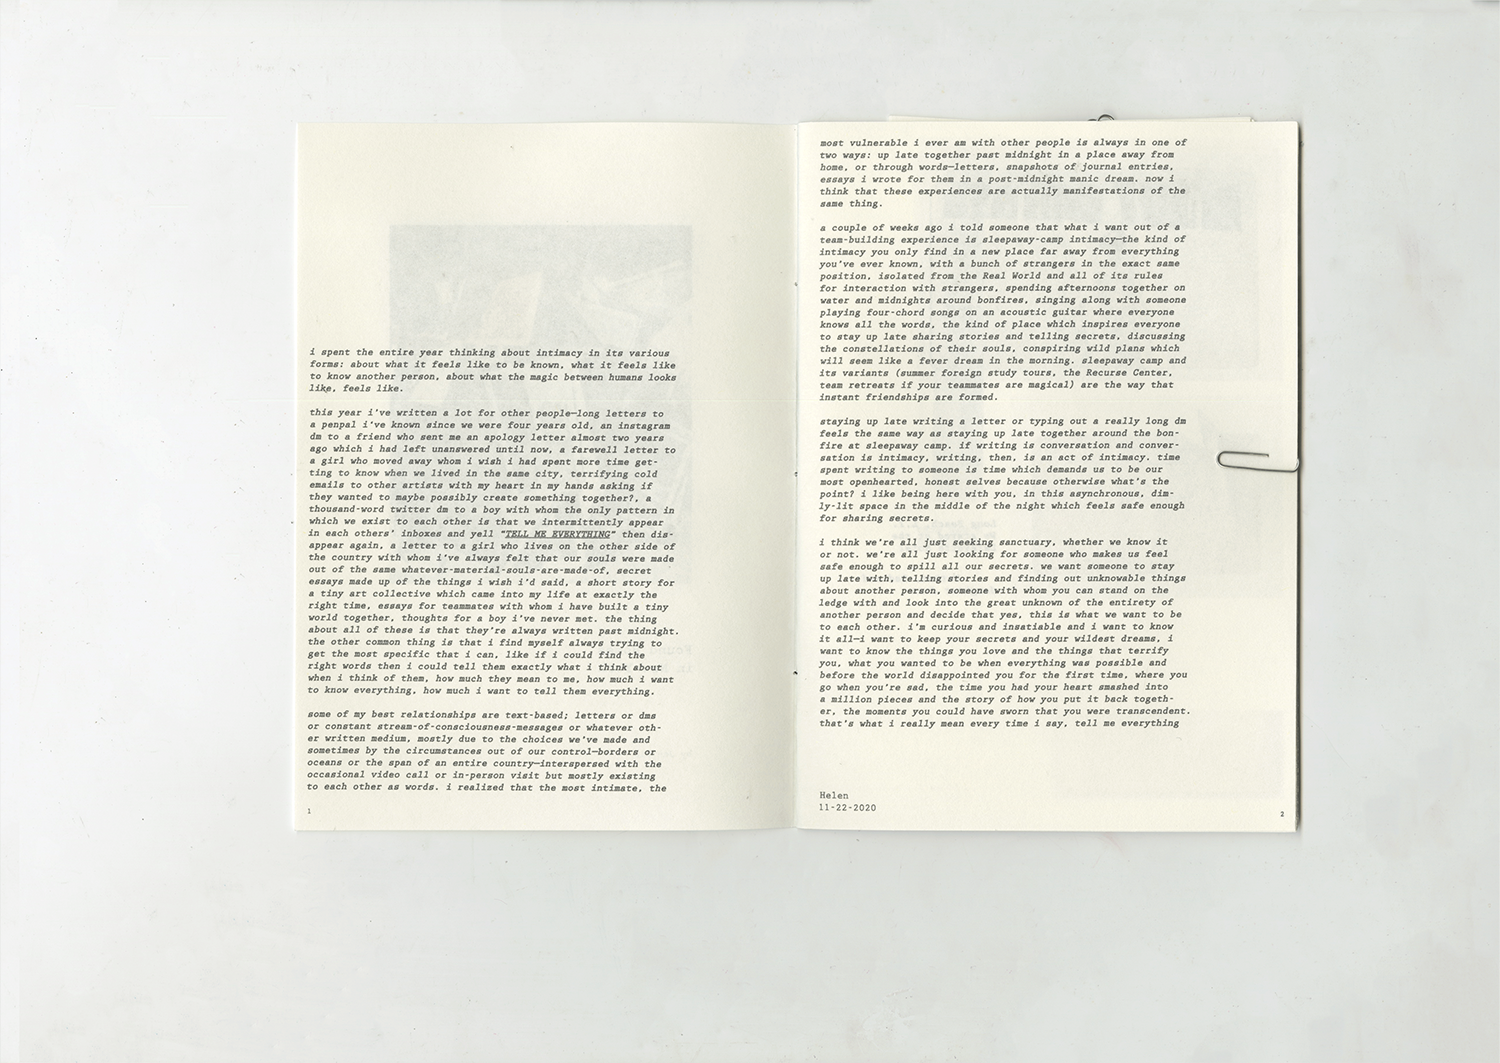 i spent the entire year thinking about intimacy in its various
forms: about what it feels like to be known, what it feels like
to know another person, about what the magic between humans looks
like, feels like.
this year i've written a lot for other people—long letters to
a penpal i've known since we were four years old, an instagram
dm to a friend who sent me an apology letter almost two years
ago which i had left unanswered until now, a farewell letter to
a girl who moved away whom i wish i had spent more time get-
ting to know when we lived in the same city, terrifying cold
emails to other artists with my heart in my hands asking if
they wanted to maybe possibly create something together?, a
thousand-word twitter dm to a boy with whom the only pattern in
which we exist to each other is that we intermittently appear
in each others' inboxes and yell "TELL ME EVERYTHING" then dis-
appear again, a letter to a girl who lives on the other side of
the country with whom i've always felt that our souls were made
out of the same whatever-material-souls-are-made-of, secret
essays made up of the things i wish i'd said, a short story for
a tiny art collective which came into my life at exactly the
right time, essays for teammates with whom i have built a tiny
world together, thoughts for a boy i've never met. the thing
about all of these is that they're always written past midnight.
the other common thing is that i find myself always trying to
get the most specific that i can, like if i could find the
right words then i could tell them exactly what i think about
when i think of them, how much they mean to me, how much i want
to know everything, how much i want to tell them everything.
some of my best relationships are text-based; letters or dms
or constant stream-of-consciousness-messages or whatever oth-
er written medium, mostly due to the choices we've made and
sometimes by the circumstances out of our control—borders or
oceans or the span of an entire country—interspersed with the
occasional video call or in-person visit but mostly existing
to each other as words. i realized that the most intimate, the
1
most vulnerable i ever am with other people is always in one of
two ways: up late together past midnight in a place away from
home, or through words—letters, snapshots of journal entries,
essays i wrote for them in a post-midnight manic dream. now i
think that these experiences are actually manifestations of the
same thing.
a couple of weeks ago i told someone that what i want out of a
team-building experience is sleepaway-camp intimacy—the kind of
intimacy you only find in a new place far away from everything
you've ever known, with a bunch of strangers in the exact same
position, isolated from the Real World and all of its rules
for interaction with strangers, spending afternoons together on
water and midnights around bonfires, singing along with someone
playing four-chord songs on an acoustic guitar where everyone
knows all the words, the kind of place which inspires everyone
to stay up late sharing stories and telling secrets, discussing
the constellations of their souls, conspiring wild plans which
will seem like a fever dream in the morning. sleepaway camp and
its variants (summer foreign study tours, the Recurse Center,
team retreats if your teammates are magical) are the way that
instant friendships are formed.
staying up late writing a letter or typing out a really long dm
feels the same way as staying up late together around the bon-
fire at sleepaway camp. if writing is conversation and conver-
sation is intimacy, writing, then, is an act of intimacy. time
spent writing to someone is time which demands us to be our
most openhearted, honest selves because otherwise what's the
point? i like being here with you, in this asynchronous, dim-
ly-lit space in the middle of the night which feels safe enough
for sharing secrets.
i think we're all just seeking sanctuary, whether we know it
or not. we're all just looking for someone who makes us feel
safe enough to spill all our secrets. we want someone to stay
up late with, telling stories and finding out unknowable things
about another person, someone with whom you can stand on the
ledge with and look into the great unknown of the entirety of
another person and decide that yes, this is what we want to be
to each other. i'm curious and insatiable and i want to know
it all—i want to keep your secrets and your wildest dreams, i
want to know the things you love and the things that terrify
you, what you wanted to be when everything was possible and
before the world disappointed you for the first time, where you
go when you're sad, the time you had your heart smashed into
a million pieces and the story of how you put it back togeth-
er, the moments you could have sworn that you were transcendent.
that's what i really mean every time i say, tell me everything
Helen
11-22-2020
2